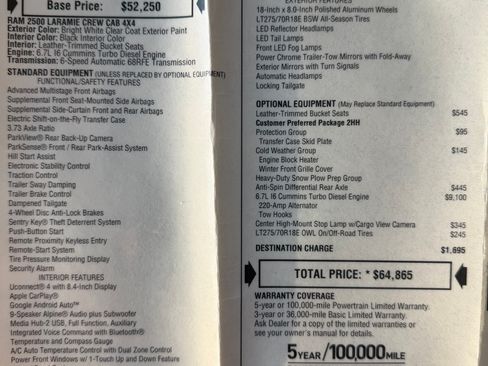 Base Price: $52,250
RAM 2500 LARAMIE CREW CAB 4X4
Exterior Color: Bright White Clear Coat Exterior Paint
Interior Color: Black Interior Color
Interior: Leather-Trimmed Bucket Seats
Engine: 6.7L I6 Cummins Turbo Diesel Engine
Transmission: 6-Speed Automatic 68RFE Transmission
STANDARD EQUIPMENT (UNLESS REPLACED BY OPTIONAL EQUIPMENT)
FUNCTIONAL/SAFETY FEATURES
Advanced Multistage Front Airbags
Supplemental Front Seat-Mounted Side Airbags
Supplemental Side-Curtain Front and Rear Airbags
Electric Shift-on-the-Fly Transfer Case
3.73 Axle Ratio
ParkView® Rear Back-Up Camera
ParkSense® Front / Rear Park-Assist System
Hill Start Assist
Electronic Stability Control
Traction Control
Trailer Sway Damping
Trailer Brake Control
Dampened Tailgate
4-Wheel Disc Anti-Lock Brakes
Sentry Key® Theft Deterrent System
Push-Button Start
Remote Proximity Keyless Entry
Remote-Start System
Tire Pressure Monitoring Display
Security Alarm
INTERIOR FEATURES
Uconnect® 4 with 8.4-Inch Display
Apple CarPlay®
Google Android Auto™
9-Speaker Alpine® Audio plus Subwoofer
Media Hub-2 USB, Full Function, Auxiliary
Integrated Voice Command with Bluetooth®
Temperature and Compass Gauge
A/C Auto Temperature Control with Dual Zone Control
Power Front Windows w/ 1-Touch Up and Down Feature
EXTERIOR FEATURES
18-Inch x 8.0-Inch Polished Aluminum Wheels
LT275/70R18E BSW All-Season Tires
LED Reflector Headlamps
LED Tail Lamps
Front LED Fog Lamps
Power Chrome Trailer-Tow Mirrors with Fold-Away
Exterior Mirrors with Turn Signals
Automatic Headlamps
Locking Tailgate
OPTIONAL EQUIPMENT (May Replace Standard Equipment)
Leather-Trimmed Bucket Seats $545
Customer Preferred Package 2HH
Protection Group $95
Transfer Case Skid Plate
Cold Weather Group $145
Engine Block Heater
Winter Front Grille Cover
Heavy-Duty Snow Plow Prep Group
Anti-Spin Differential Rear Axle $445
6.7L I6 Cummins Turbo Diesel Engine $9,100
220-Amp Alternator
Tow Hooks
Center High-Mount Stop Lamp w/Cargo View Camera $345
LT275/70R18E OWL On/Off-Road Tires $245
DESTINATION CHARGE $1,695
TOTAL PRICE: * $64,865
WARRANTY COVERAGE
5-year or 100,000-mile Powertrain Limited Warranty.
3-year or 36,000-mile Basic Limited Warranty.
Ask Dealer for a copy of the limited warranties or
see your owner's manual for details.
5 YEAR/100,000 MILE